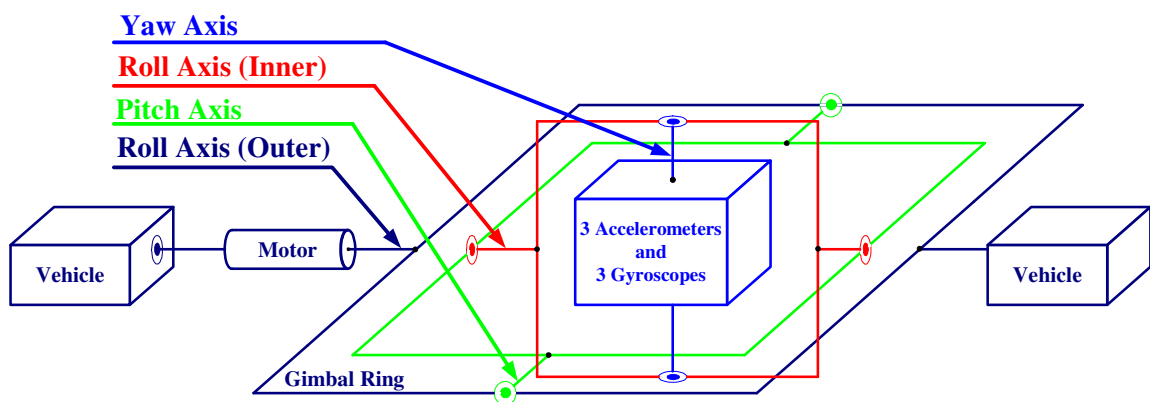 Yaw Axis
Roll Axis (Inner)
Pitch Axis
Roll Axis (Outer)
Vehicle
Motor
3 Accelerometers
and
3 Gyroscopes
Vehicle
Gimbal Ring